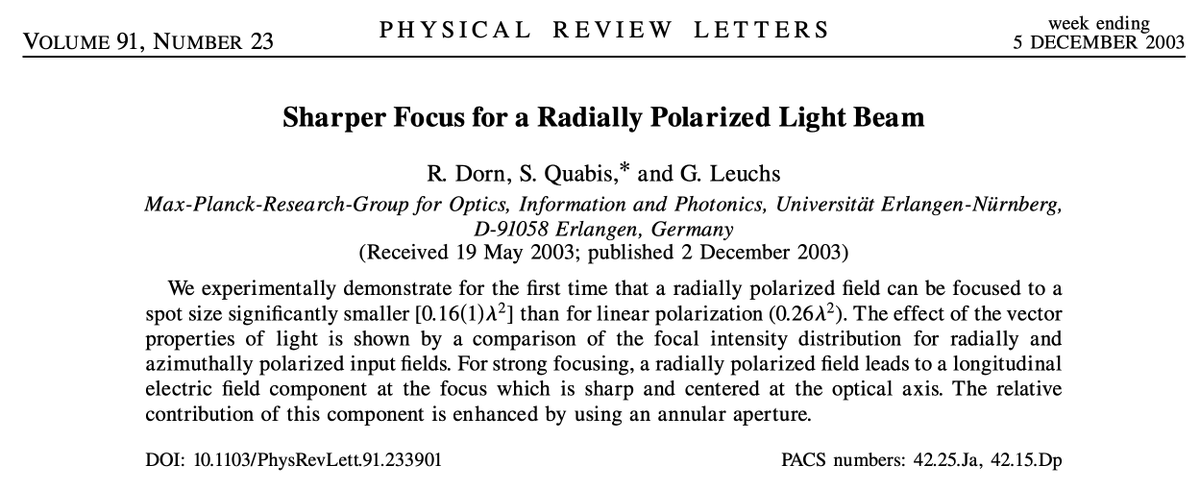 VOLUME 91, NUMBER 23
PHYSICAL REVIEW LETTERS
week ending
5 DECEMBER 2003
Sharper Focus for a Radially Polarized Light Beam
R. Dorn, S. Quabis,* and G. Leuchs
Max-Planck-Research-Group for Optics, Information and Photonics, Universität Erlangen-Nürnberg,
D-91058 Erlangen, Germany
(Received 19 May 2003; published 2 December 2003)
We experimentally demonstrate for the first time that a radially polarized field can be focused to a
spot size significantly smaller [0.16(1)λ²] than for linear polarization (0.26λ²). The effect of the vector
properties of light is shown by a comparison of the focal intensity distribution for radially and
azimuthally polarized input fields. For strong focusing, a radially polarized field leads to a longitudinal
electric field component at the focus which is sharp and centered at the optical axis. The relative
contribution of this component is enhanced by using an annular aperture.
DOI: 10.1103/PhysRevLett.91.233901
PACS numbers: 42.25.Ja, 42.15.Dp